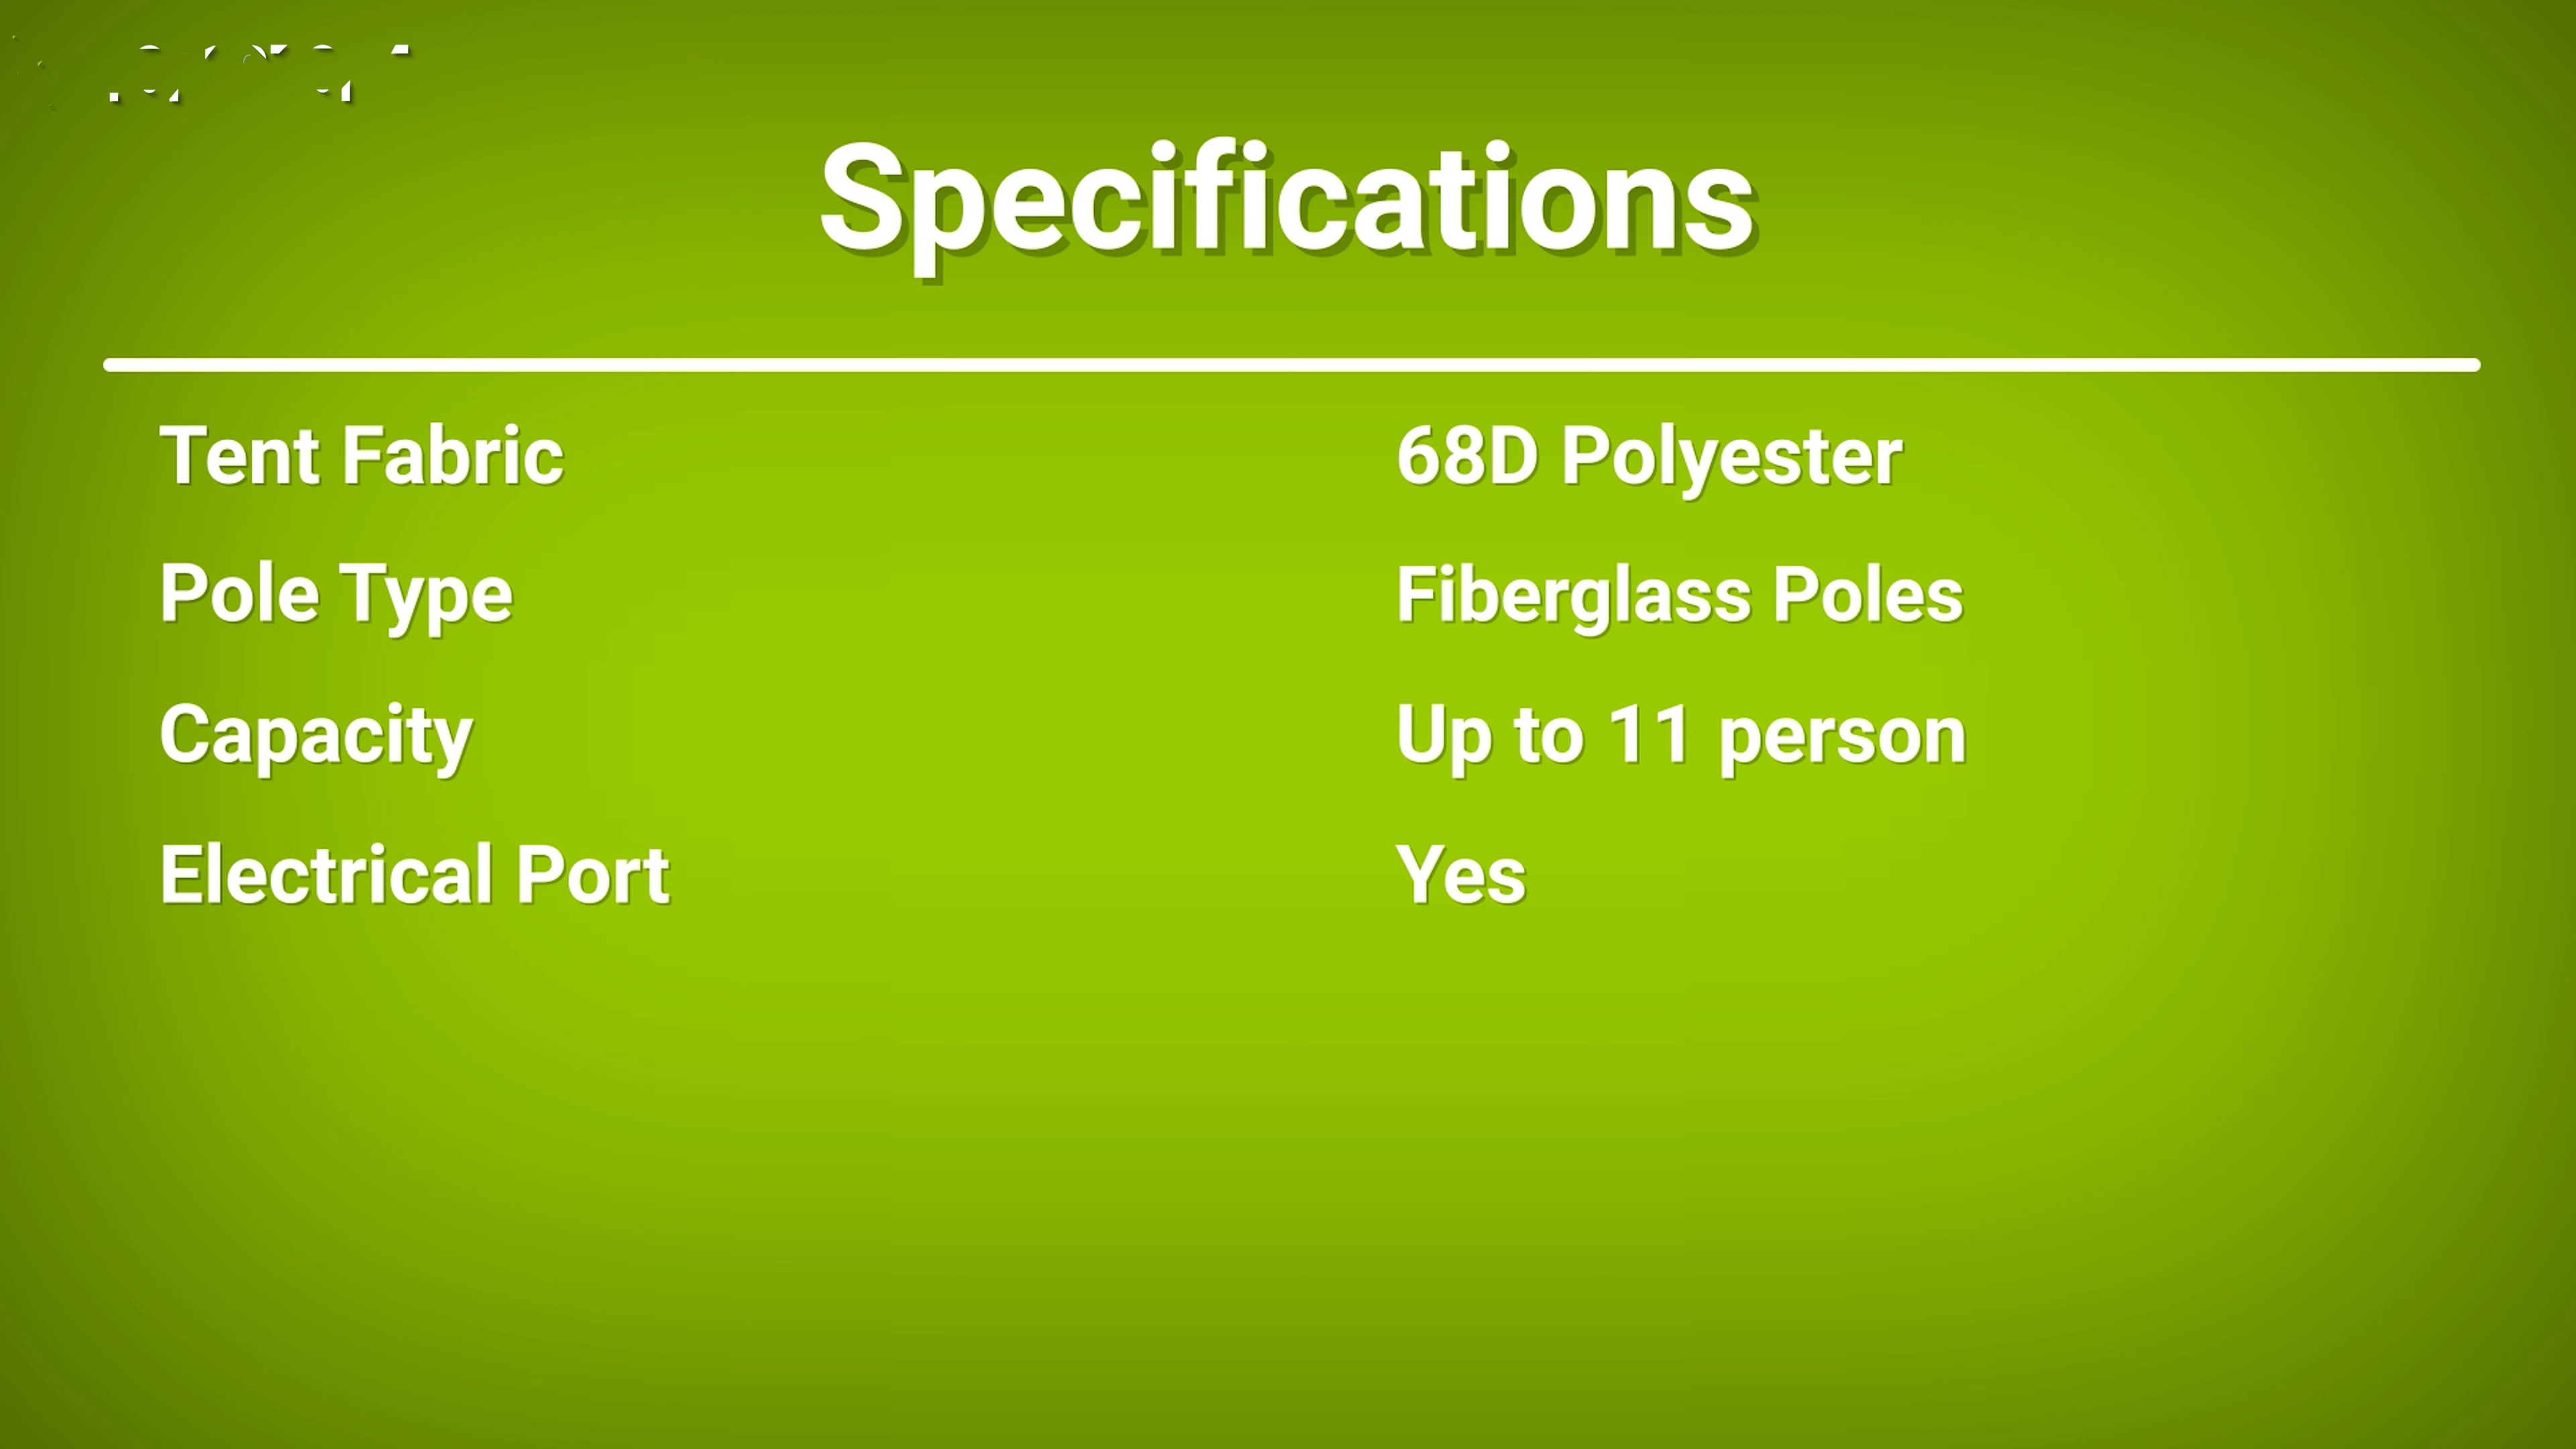 Specifications
Tent Fabric 68D Polyester
Pole Type Fiberglass Poles
Capacity Up to 11 person
Electrical Port Yes